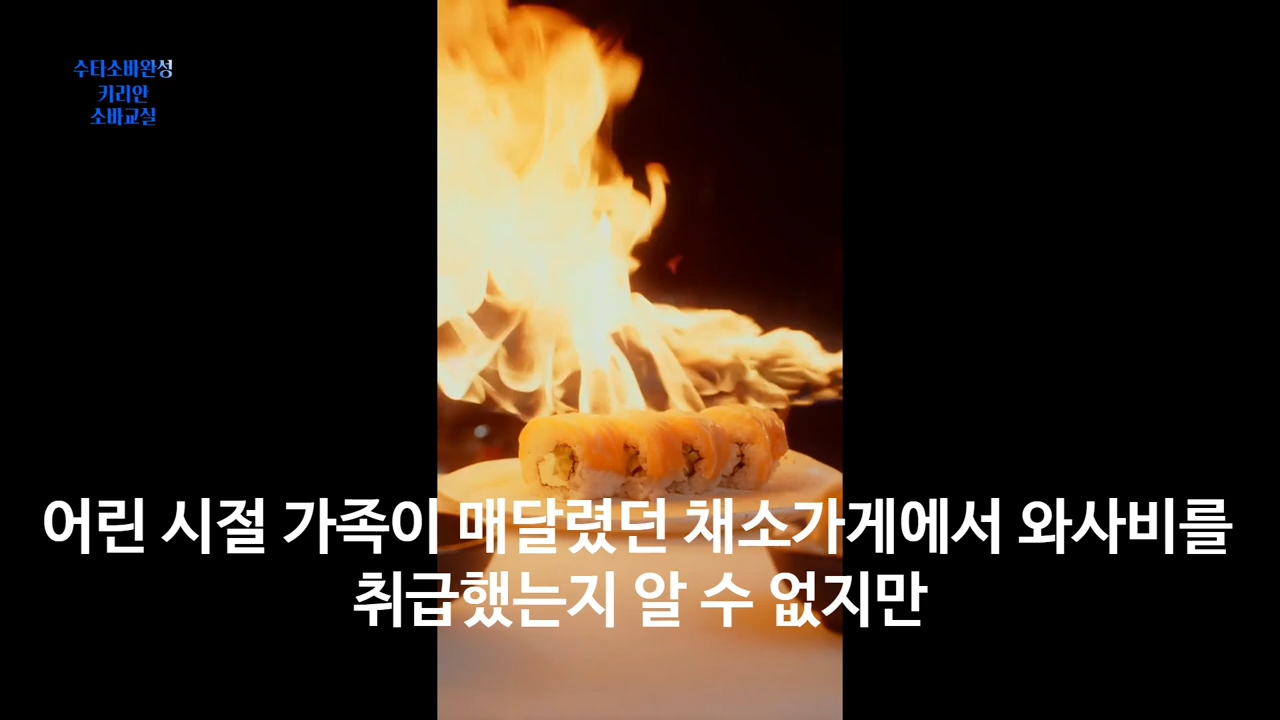 수타소바완성
키리안
소바교실
어린 시절 가족이 매달렸던 채소가게에서 와사비를
취급했는지 알 수 없지만